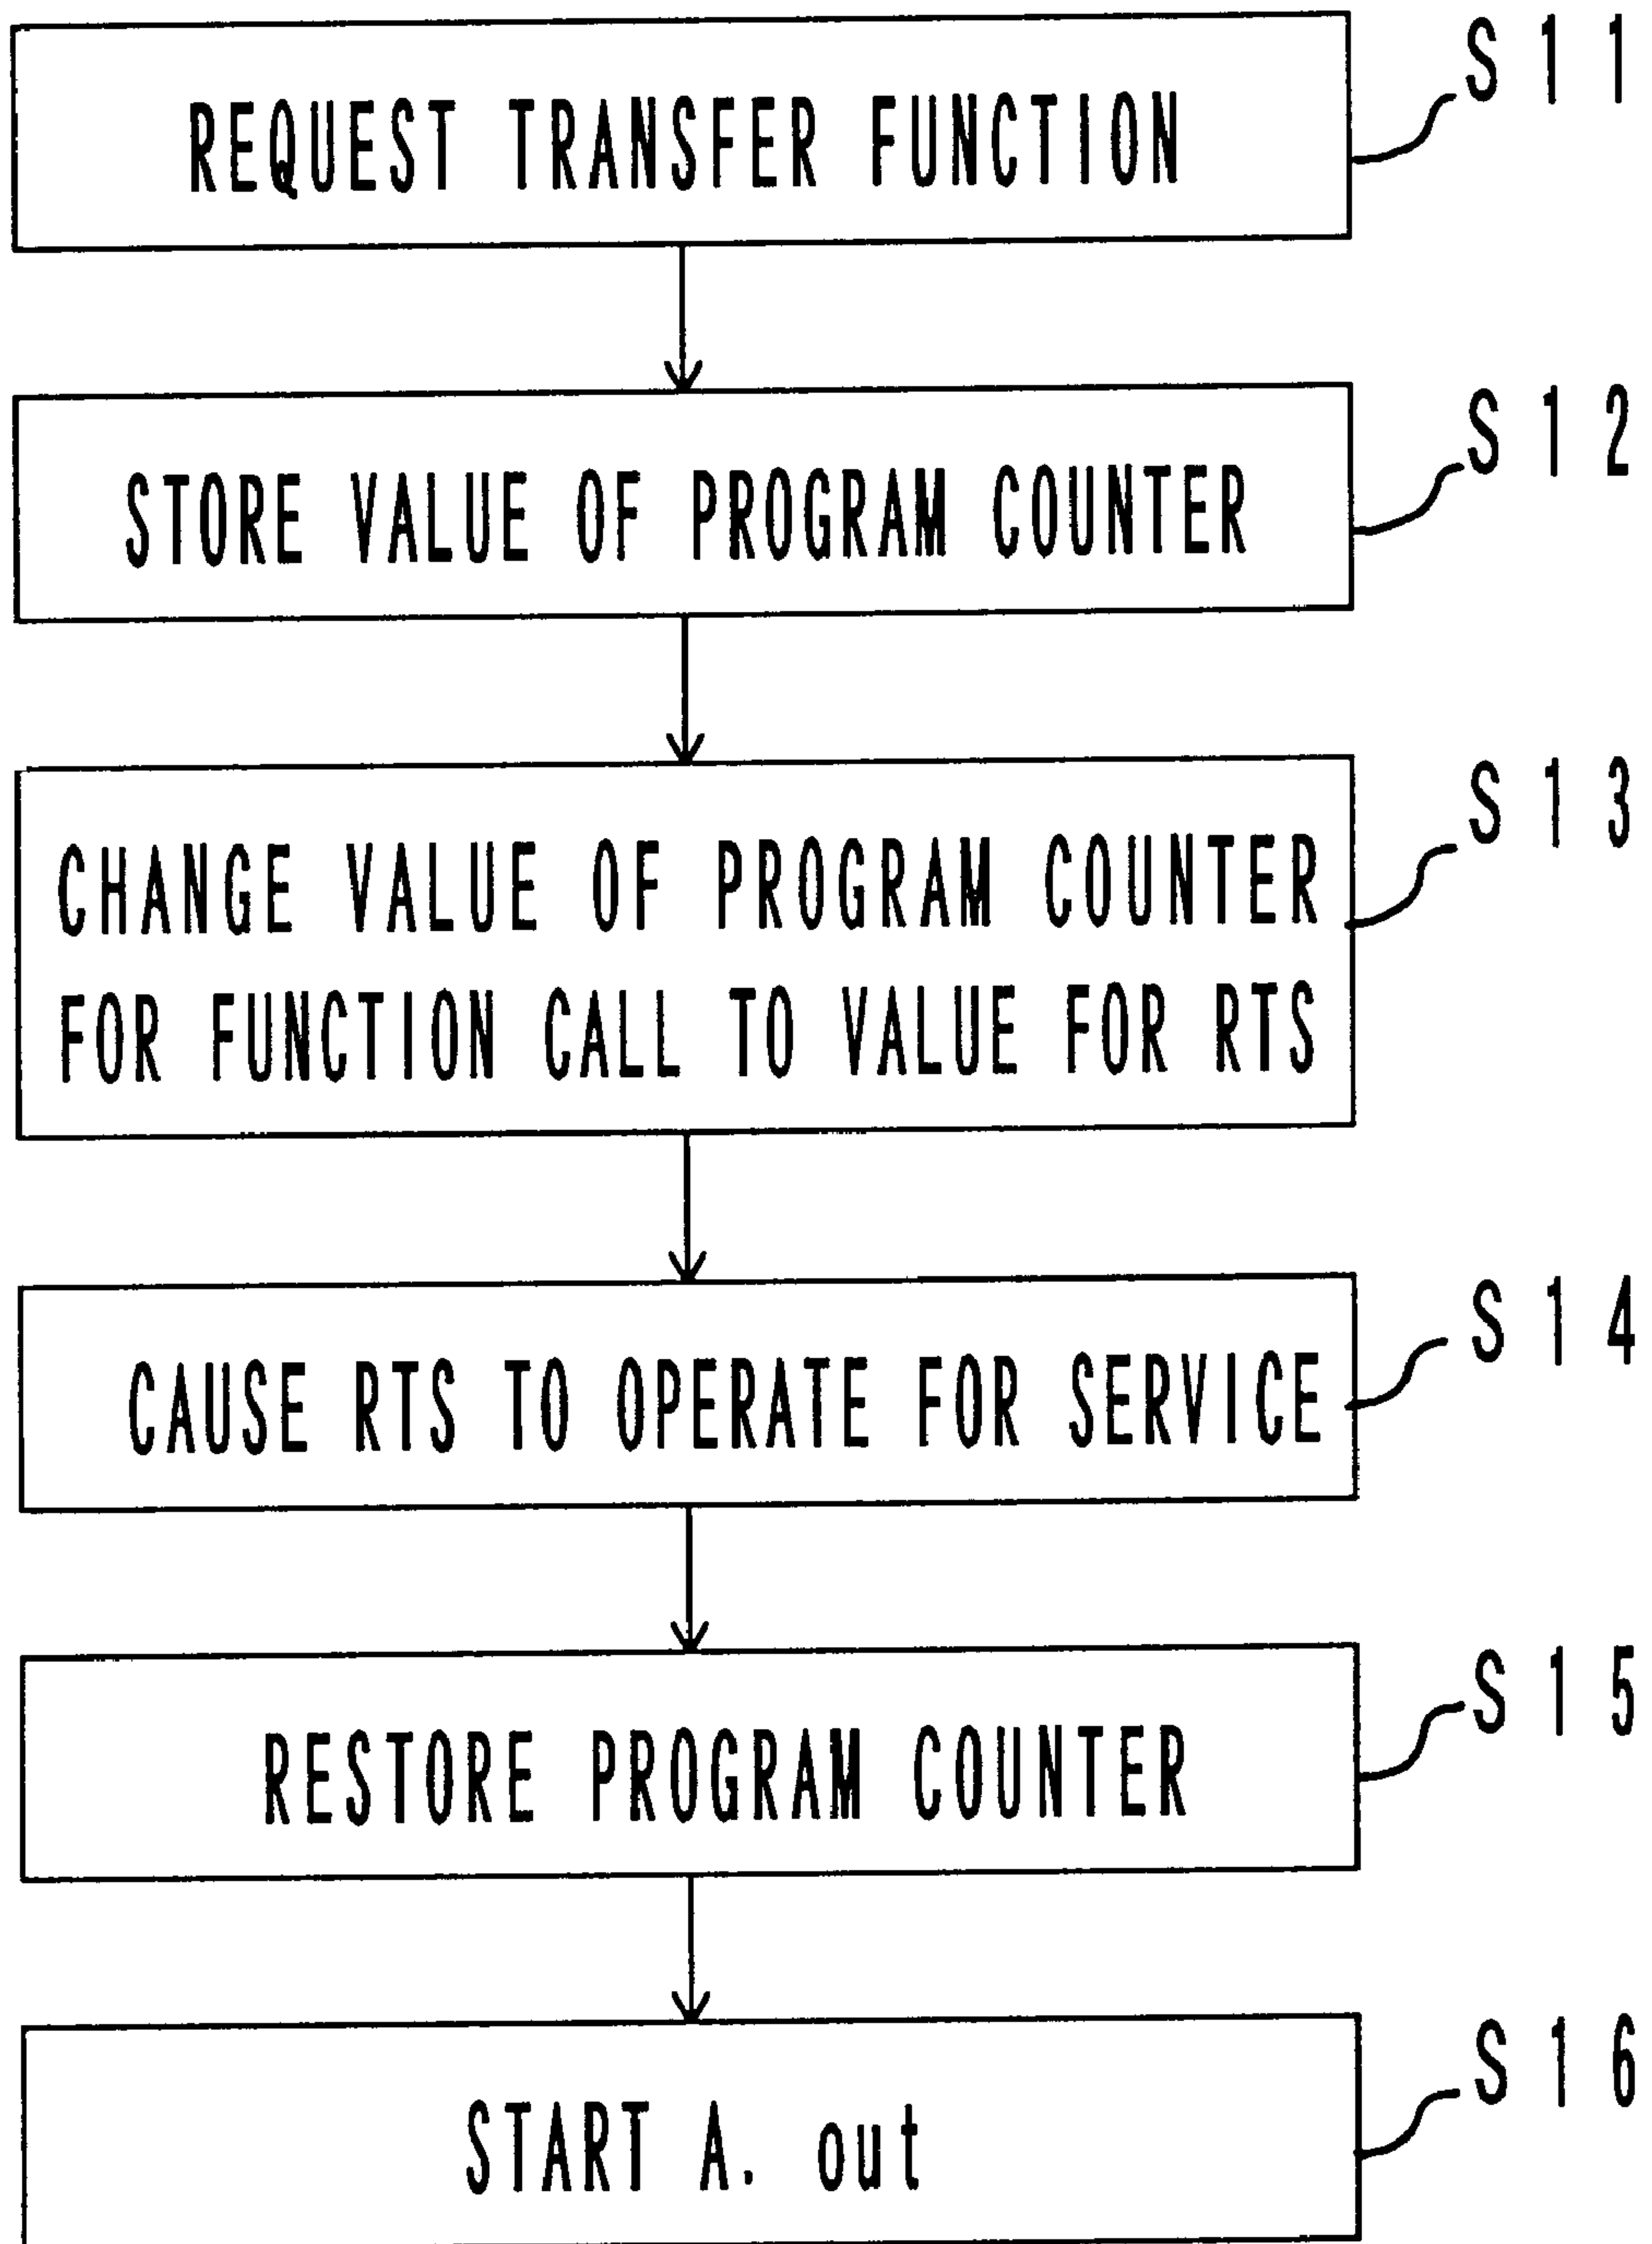 REQUEST TRANSFER FUNCTION
S11
STORE VALUE OF PROGRAM COUNTER
S12
CHANGE VALUE OF PROGRAM COUNTER
FOR FUNCTION CALL TO VALUE FOR RTS
S13
CAUSE RTS TO OPERATE FOR SERVICE
S14
RESTORE PROGRAM COUNTER
S15
START A. out
S16